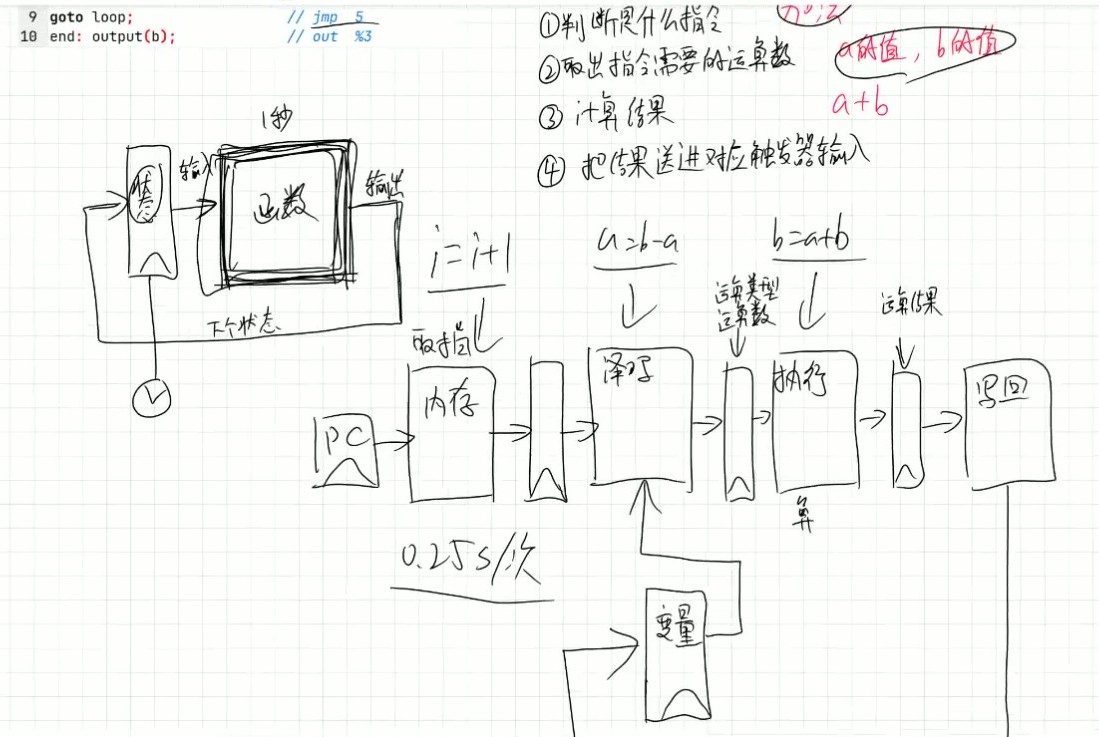 9 goto loop; // jmp 5
10 end: output(b); // out %3
①判断是什么指令
②取出指令需要的运算数
③ 计算结果
④ 把结果送进对应触发器输入
加法
a的值，b的值
a+b
1秒
状态
输入
函数
输出
下个状态
i=i+1
a=b-a
b=a+b
取指
运算类型
运算数
运算结果
PC
内存
译码
执行
写回
算
0.25s/次
变量